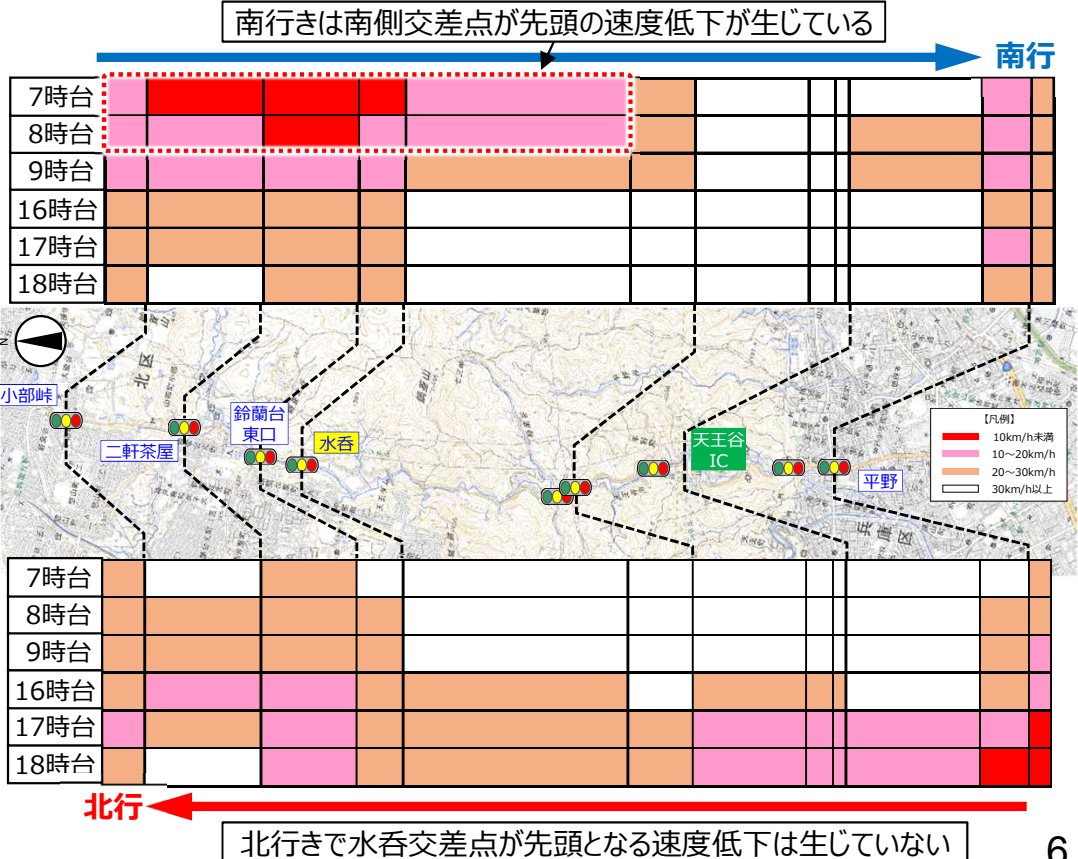 南行きは南側交差点が先頭の速度低下が生じている
南行
7時台
8時台
9時台
16時台
17時台
18時台
N
北区
小部峠
二軒茶屋
鈴蘭台
東口
水呑
天王谷
IC
平野
兵庫区
【凡例】
10km/h未満
10～20km/h
20～30km/h
30km/h以上
7時台
8時台
9時台
16時台
17時台
18時台
北行
北行きで水呑交差点が先頭となる速度低下は生じていない
6